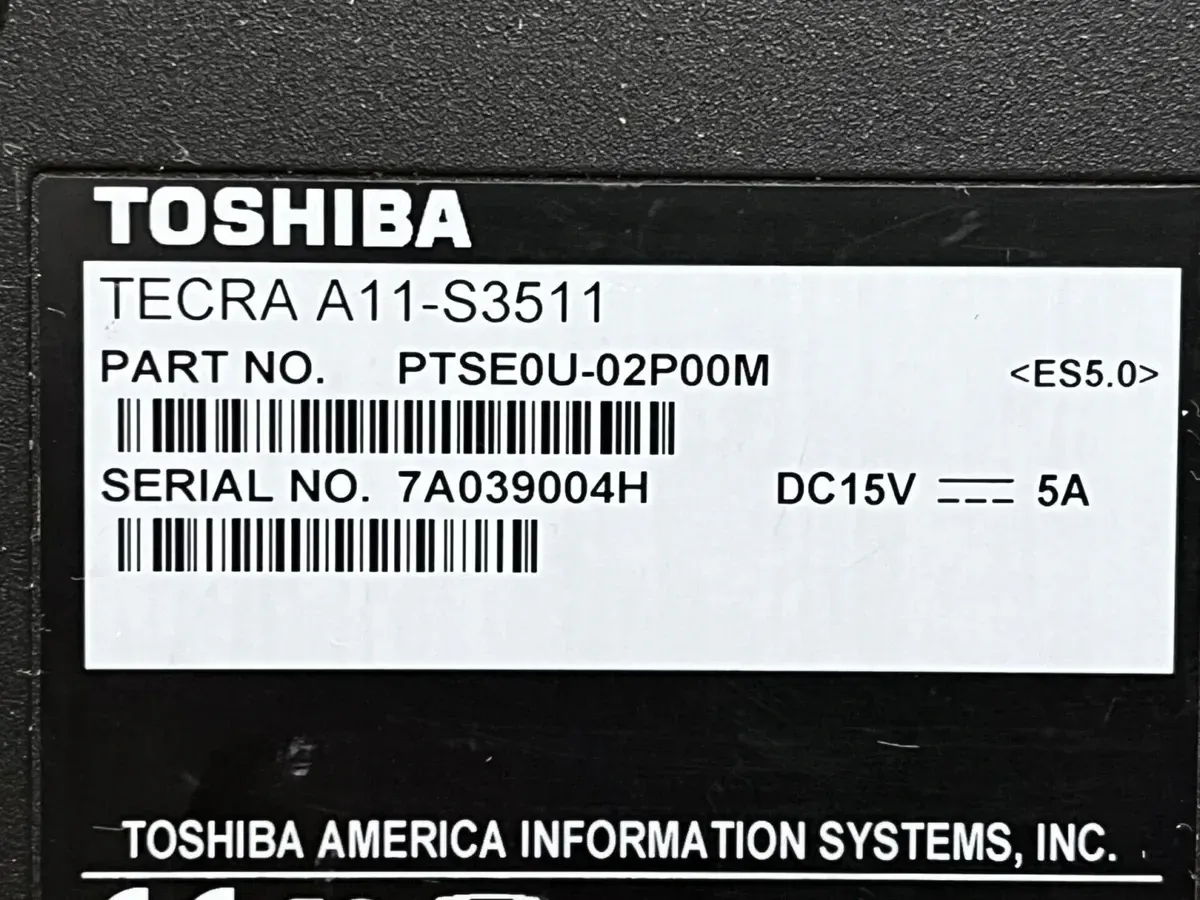 TOSHIBA
TECRA A11-S3511
PART NO. PTSE0U-02P00M <ES5.0>
SERIAL NO. 7A039004H DC15V ⎓ 5A
TOSHIBA AMERICA INFORMATION SYSTEMS, INC.